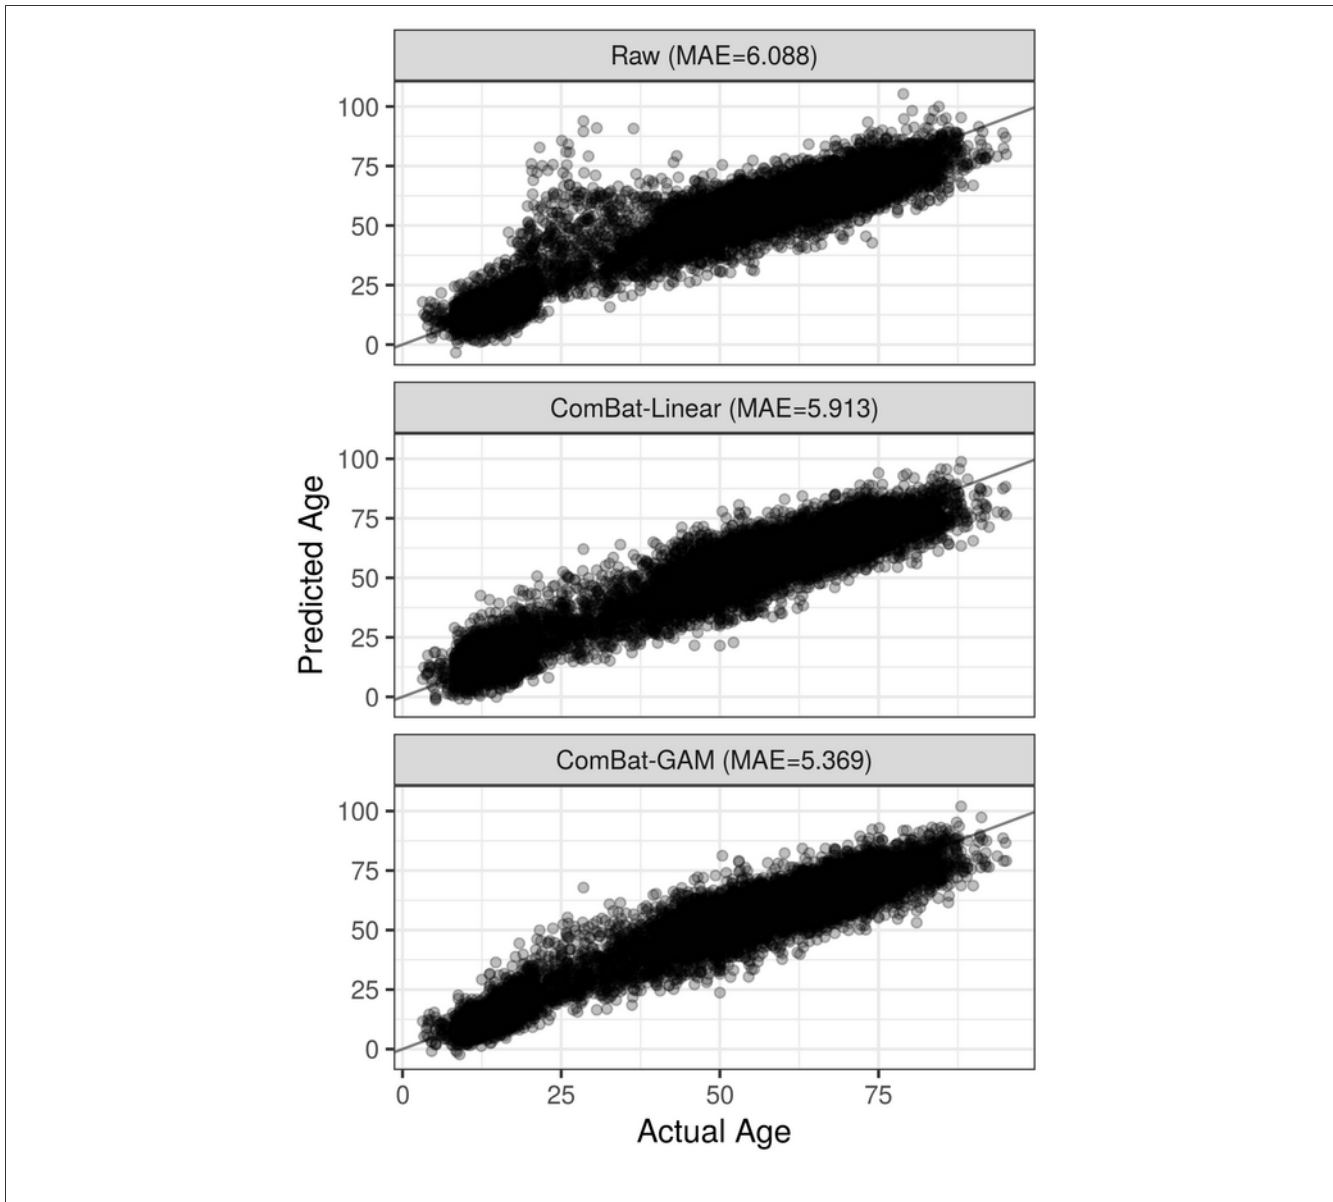 Raw (MAE=6.088)
100
75
50
25
0
ComBat-Linear (MAE=5.913)
100
75
50
25
0
Predicted Age
ComBat-GAM (MAE=5.369)
100
75
50
25
0
0 25 50 75
Actual Age